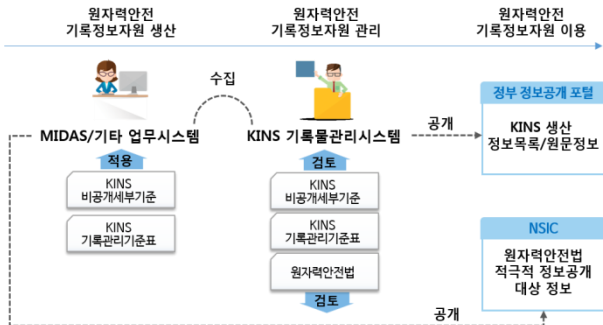 원자력안전
기록정보자원 생산
원자력안전
기록정보자원 관리
원자력안전
기록정보자원 이용
수집
MIDAS/기타 업무시스템
KINS 기록물관리시스템
공개
정부 정보공개 포털
KINS 생산
정보목록/원문정보
적용
KINS
비공개세부기준
KINS
기록관리기준표
검토
KINS
비공개세부기준
KINS
기록관리기준표
원자력안전법
검토
NSIC
원자력안전법
적극적 정보공개
대상 정보
공개